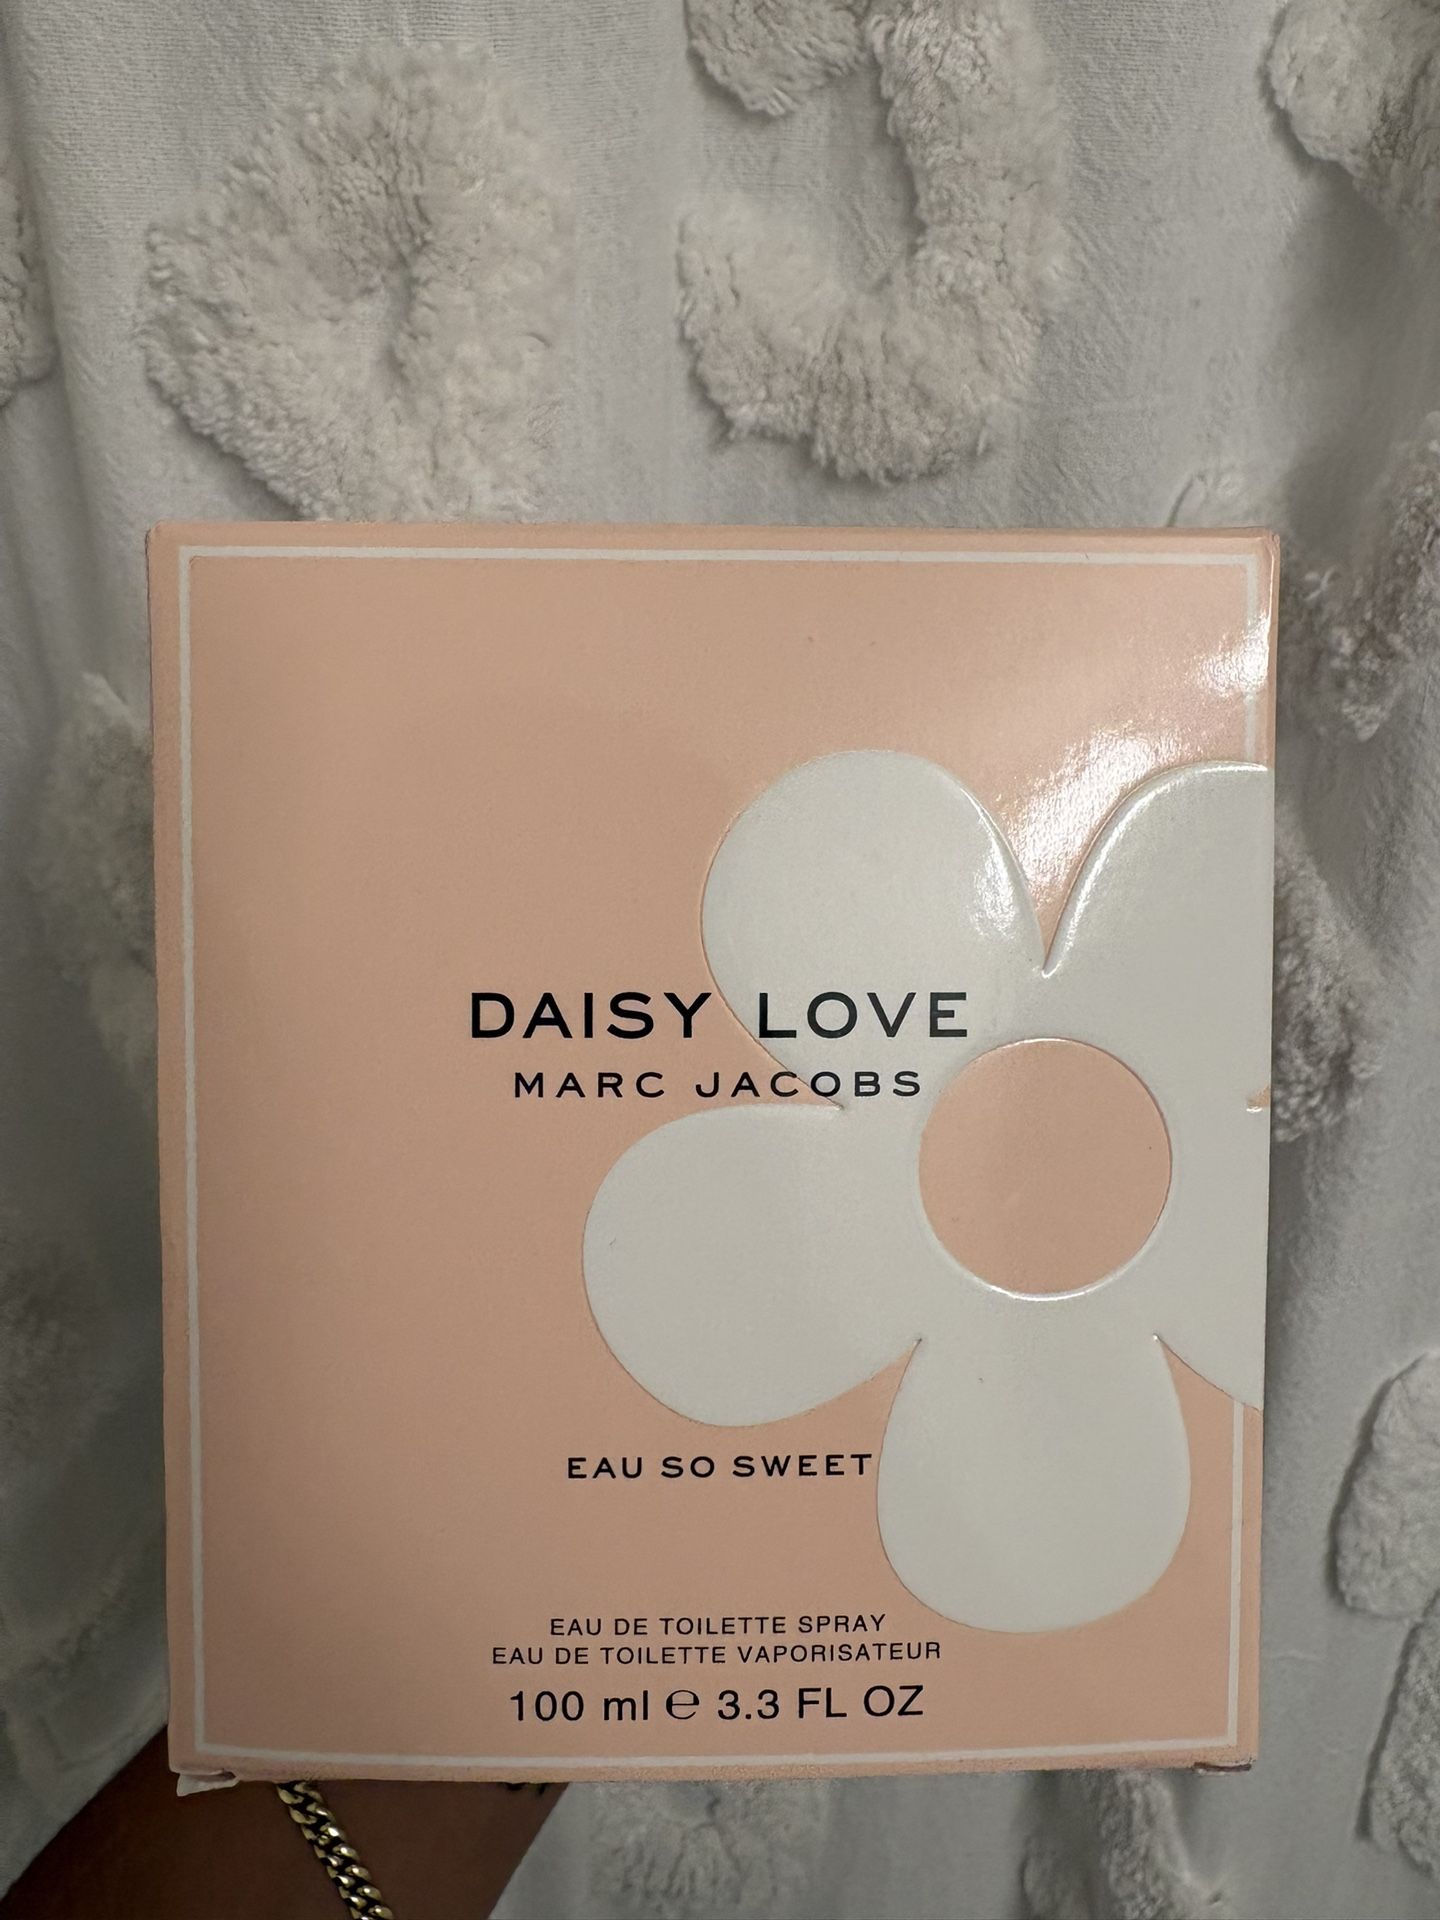 DAISY LOVE
MARC JACOBS
EAU SO SWEET
EAU DE TOILETTE SPRAY
EAU DE TOILETTE VAPORISATEUR
100 ml ℮ 3.3 FL OZ